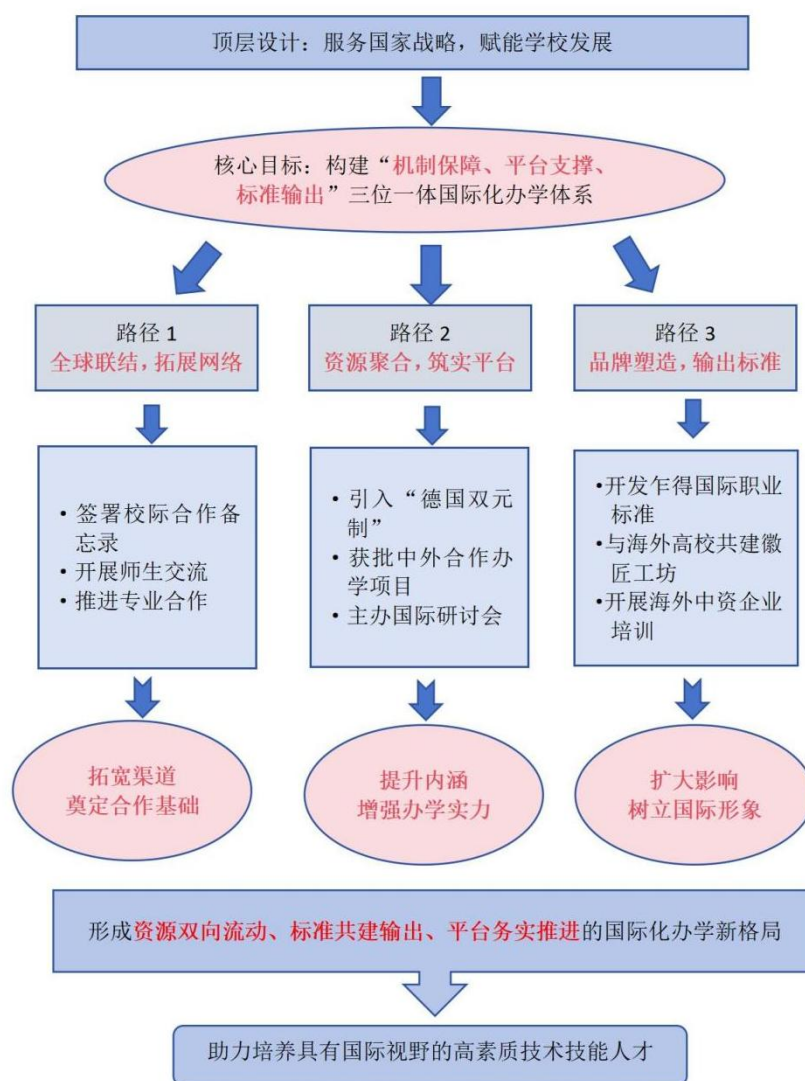 顶层设计：服务国家战略，赋能学校发展
核心目标：构建“机制保障、平台支撑、
标准输出”三位一体国际化办学体系
路径 1
全球联结，拓展网络
路径 2
资源聚合，筑实平台
路径 3
品牌塑造，输出标准
• 签署校际合作备
忘录
• 开展师生交流
• 推进专业合作
• 引入“德国双元
制”
• 获批中外合作办
学项目
• 主办国际研讨会
•开发乍得国际职业
标准
•与海外高校共建徽
匠工坊
•开展海外中资企业
培训
拓宽渠道
奠定合作基础
提升内涵
增强办学实力
扩大影响
树立国际形象
形成资源双向流动、标准共建输出、平台务实推进的国际化办学新格局
助力培养具有国际视野的高素质技术技能人才